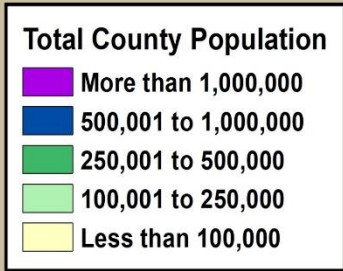 Total County Population
More than 1,000,000
500,001 to 1,000,000
250,001 to 500,000
100,001 to 250,000
Less than 100,000